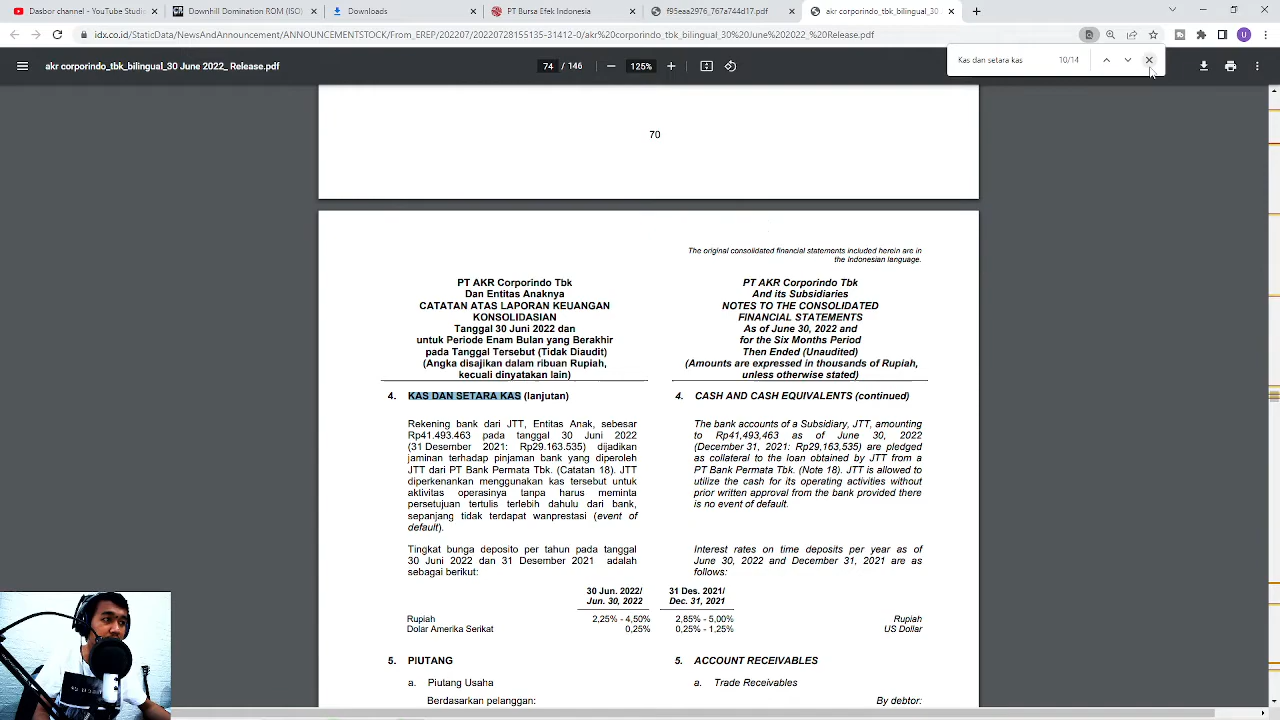 Dasbor channel - YouTube Studi
Downhill Domination ROM (ISO)
Downloads
PT Bursa Efek Indonesia
f95eaa2976_767a744d17.pdf
akr corporindo_tbk_bilingual_30
idx.co.id/StaticData/NewsAndAnnouncement/ANNOUNCEMENTSTOCK/From_EREP/202207/20220728155135-31412-0/akr%20corporindo_tbk_bilingual_30%20June%202022_%20Release.pdf
akr corporindo_tbk_bilingual_30 June 2022_ Release.pdf
74 / 146
125%
Kas dan setara kas 10/14
70
The original consolidated financial statements included herein are in
the Indonesian language.
PT AKR Corporindo Tbk
Dan Entitas Anaknya
CATATAN ATAS LAPORAN KEUANGAN
KONSOLIDASIAN
Tanggal 30 Juni 2022 dan
untuk Periode Enam Bulan yang Berakhir
pada Tanggal Tersebut (Tidak Diaudit)
(Angka disajikan dalam ribuan Rupiah,
kecuali dinyatakan lain)
PT AKR Corporindo Tbk
And its Subsidiaries
NOTES TO THE CONSOLIDATED
FINANCIAL STATEMENTS
As of June 30, 2022 and
for the Six Months Period
Then Ended (Unaudited)
(Amounts are expressed in thousands of Rupiah,
unless otherwise stated)
4. KAS DAN SETARA KAS (lanjutan)
Rekening bank dari JTT, Entitas Anak, sebesar
Rp41.493.463 pada tanggal 30 Juni 2022
(31 Desember 2021: Rp29.163.535) dijadikan
jaminan terhadap pinjaman bank yang diperoleh
JTT dari PT Bank Permata Tbk. (Catatan 18). JTT
diperkenankan menggunakan kas tersebut untuk
aktivitas operasinya tanpa harus meminta
persetujuan tertulis terlebih dahulu dari bank,
sepanjang tidak terdapat wanprestasi (event of
default).
4. CASH AND CASH EQUIVALENTS (continued)
The bank accounts of a Subsidiary, JTT, amounting
to Rp41,493,463 as of June 30, 2022
(December 31, 2021: Rp29,163,535) are pledged
as collateral to the loan obtained by JTT from a
PT Bank Permata Tbk. (Note 18). JTT is allowed to
utilize the cash for its operating activities without
prior written approval from the bank provided there
is no event of default.
Tingkat bunga deposito per tahun pada tanggal
30 Juni 2022 dan 31 Desember 2021 adalah
sebagai berikut:
Interest rates on time deposits per year as of
June 30, 2022 and December 31, 2021 are as
follows:
30 Jun. 2022/ 31 Des. 2021/
Jun. 30, 2022 Dec. 31, 2021
Rupiah 2,25% - 4,50% 2,85% - 5,00% Rupiah
Dolar Amerika Serikat 0,25% 0,25% - 1,25% US Dollar
5. PIUTANG
5. ACCOUNT RECEIVABLES
a. Piutang Usaha
a. Trade Receivables
Berdasarkan pelanggan:
By debtor: